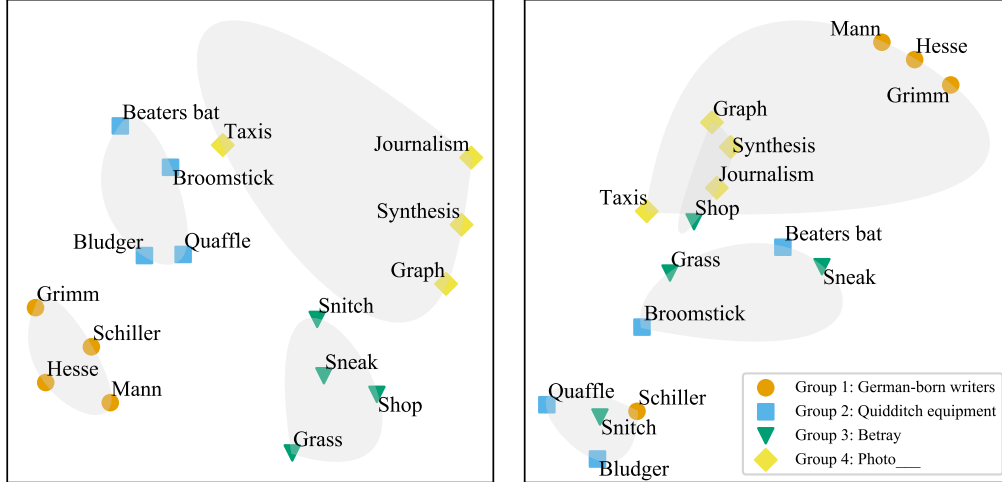 Beaters bat
Taxis
Journalism
Broomstick
Synthesis
Bludger
Quaffle
Graph
Grimm
Snitch
Schiller
Hesse
Sneak
Mann
Shop
Grass
Mann
Hesse
Grimm
Graph
Synthesis
Journalism
Taxis
Shop
Beaters bat
Grass
Sneak
Broomstick
Quaffle
Schiller
Snitch
Bludger
Group 1: German-born writers
Group 2: Quidditch equipment
Group 3: Betray
Group 4: Photo___